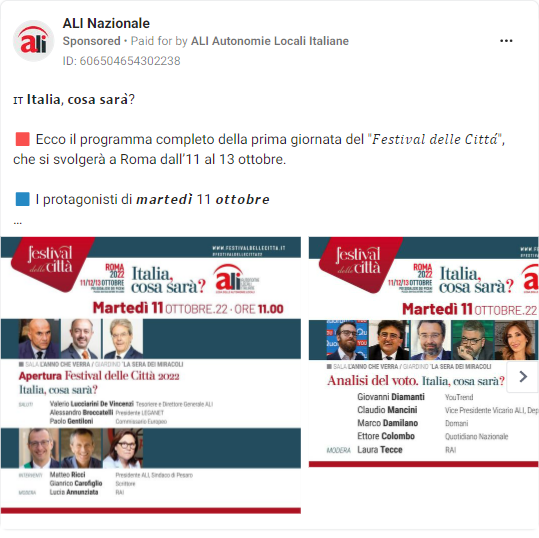 ALI Nazionale
Sponsored • Paid for by ALI Autonomie Locali Italiane
ID: 606504654302238
ɪᴛ 𝗜𝘁𝗮𝗹𝗶𝗮, 𝗰𝗼𝘀𝗮 𝘀𝗮𝗿𝗮̀?
🟥 Ecco il programma completo della prima giornata del "𝘍𝘦𝘴𝘵𝘪𝘷𝘢𝘭 𝘥𝘦𝘭𝘭𝘦 𝘊𝘪𝘵𝘵𝘢́",
che si svolgerà a Roma dall'11 al 13 ottobre.
🟦 I protagonisti di 𝙢𝙖𝙧𝙩𝙚𝙙𝙞̀ 11 𝙤𝙩𝙩𝙤𝙗𝙧𝙚
...
WWW.FESTIVALDELLECITTA.IT
#FESTIVALDELLECITTA2022
festival
delle città
ROMA
2022
11/12/13 OTTOBRE
Italia,
cosa sarà?
ali
Martedì 11 OTTOBRE.22 • ORE 11.00
SALA L'ANNO CHE VERRA / GIARDINO 'LA SERA DEI MIRACOLI
Apertura Festival delle Città 2022
Italia, cosa sarà?
SALUTI Valerio Lucciarini De Vincenzi Tesoriere e Direttore Generale ALI
Alessandro Broccatelli Presidente LEGANET
Paolo Gentiloni Commissario Europeo
INTERVENTI Matteo Ricci Presidente ALI, Sindaco di Pesaro
Gianrico Carofiglio Scrittore
MODERA Lucia Annunziata RAI
WWW.FESTIVALD
#FESTIVALDELLEC
festival
delle città
ROMA
2022
11/12/13 OTTOBRE
Italia,
cosa sarà?
Martedì 11 OTTOBRE.22
SALA L'ANNO CHE VERRA / GIARDINO 'LA SERA DEI MIRACOLI
Analisi del voto. Italia, cosa sarà?
Giovanni Diamanti YouTrend
Claudio Mancini Vice Presidente Vicario ALI, Dep
Marco Damilano Domani
Ettore Colombo Quotidiano Nazionale
MODERA Laura Tecce RAI